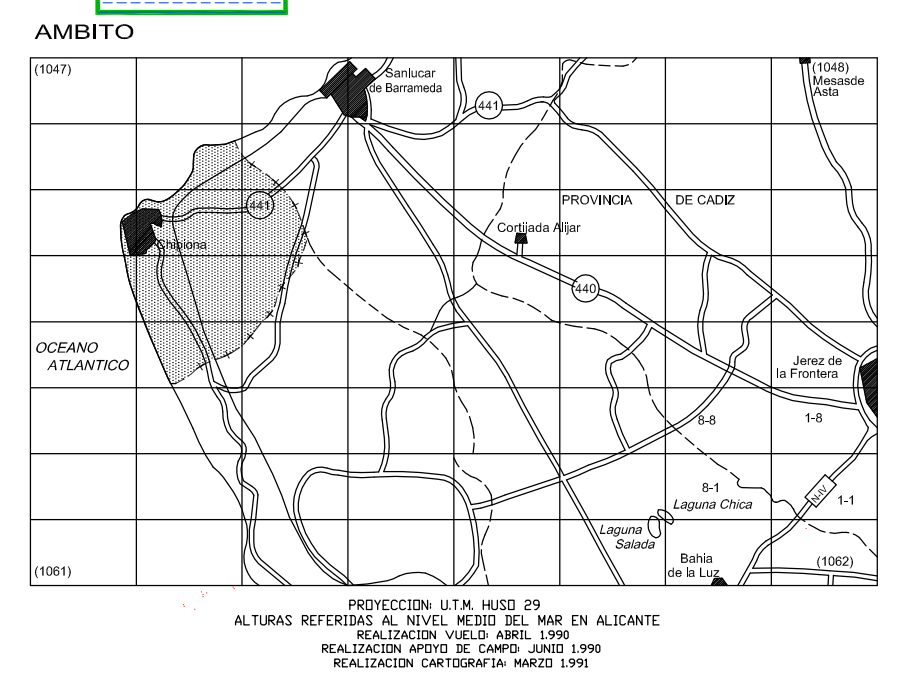 AMBITO
(1047)
Sanlucar
de Barrameda
(1048)
Mesasde
Asta
441
441
PROVINCIA DE CADIZ
Chipiona
Cortijada Alijar
440
OCEANO
ATLANTICO
Jerez de
la Frontera
8-8
1-8
8-1
N-IV
1-1
Laguna Chica
Laguna
Salada
Bahia
de la Luz
(1061)
(1062)
PROYECCION: U.T.M. HUSO 29
ALTURAS REFERIDAS AL NIVEL MEDIO DEL MAR EN ALICANTE
REALIZACION VUELO: ABRIL 1.990
REALIZACION APOYO DE CAMPO: JUNIO 1.990
REALIZACION CARTOGRAFIA: MARZO 1.991